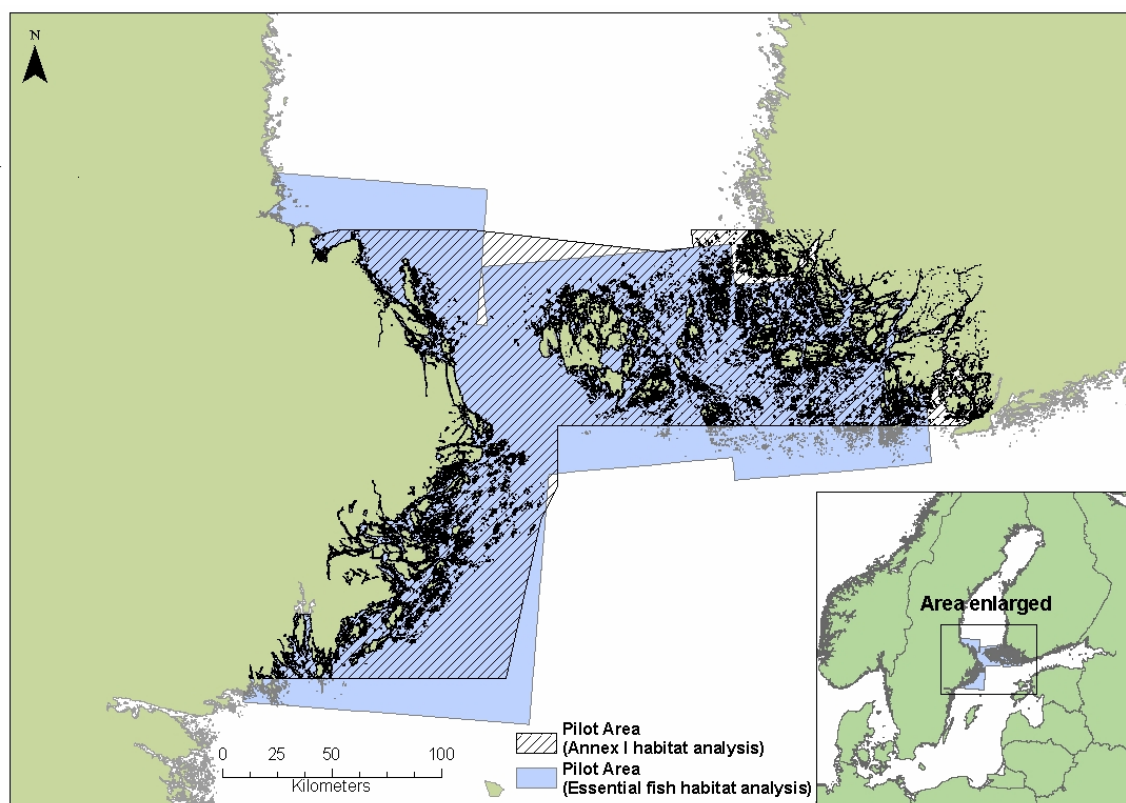 N
Area enlarged
Pilot Area
(Annex I habitat analysis)
Pilot Area
(Essential fish habitat analysis)
0 25 50 100
Kilometers